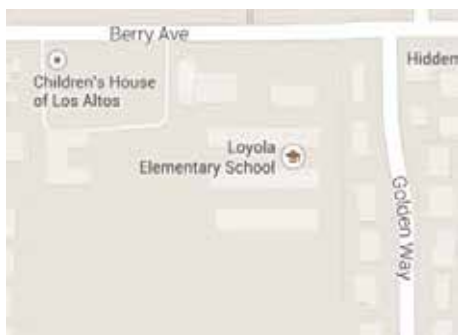 Berry Ave
Children's House
of Los Altos
Hidden
Loyola
Elementary School
Golden Way